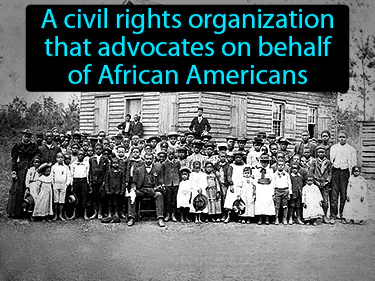 A civil rights organization
that advocates on behalf
of African Americans